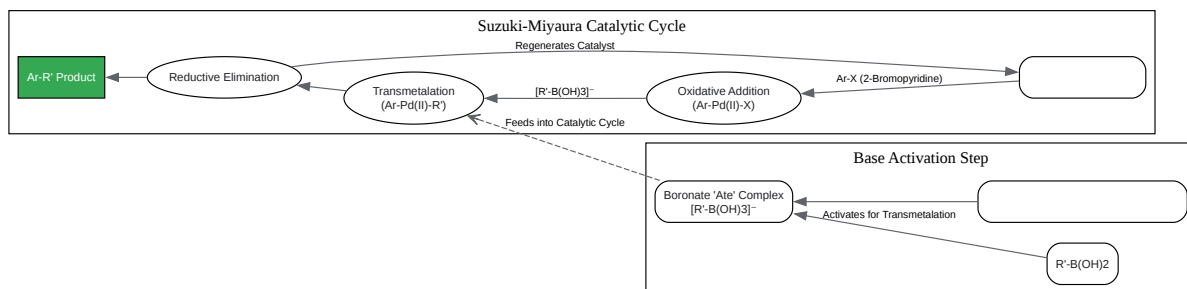 Suzuki-Miyaura Catalytic Cycle
Regenerates Catalyst
Ar-R' Product
Reductive Elimination
Ar-X (2-Bromopyridine)
Transmetalation
(Ar-Pd(II)-R')
[R'-B(OH)3]⁻
Oxidative Addition
(Ar-Pd(II)-X)
Feeds into Catalytic Cycle
Base Activation Step
Boronate 'Ate' Complex
[R'-B(OH)3]⁻
Activates for Transmetalation
R'-B(OH)2